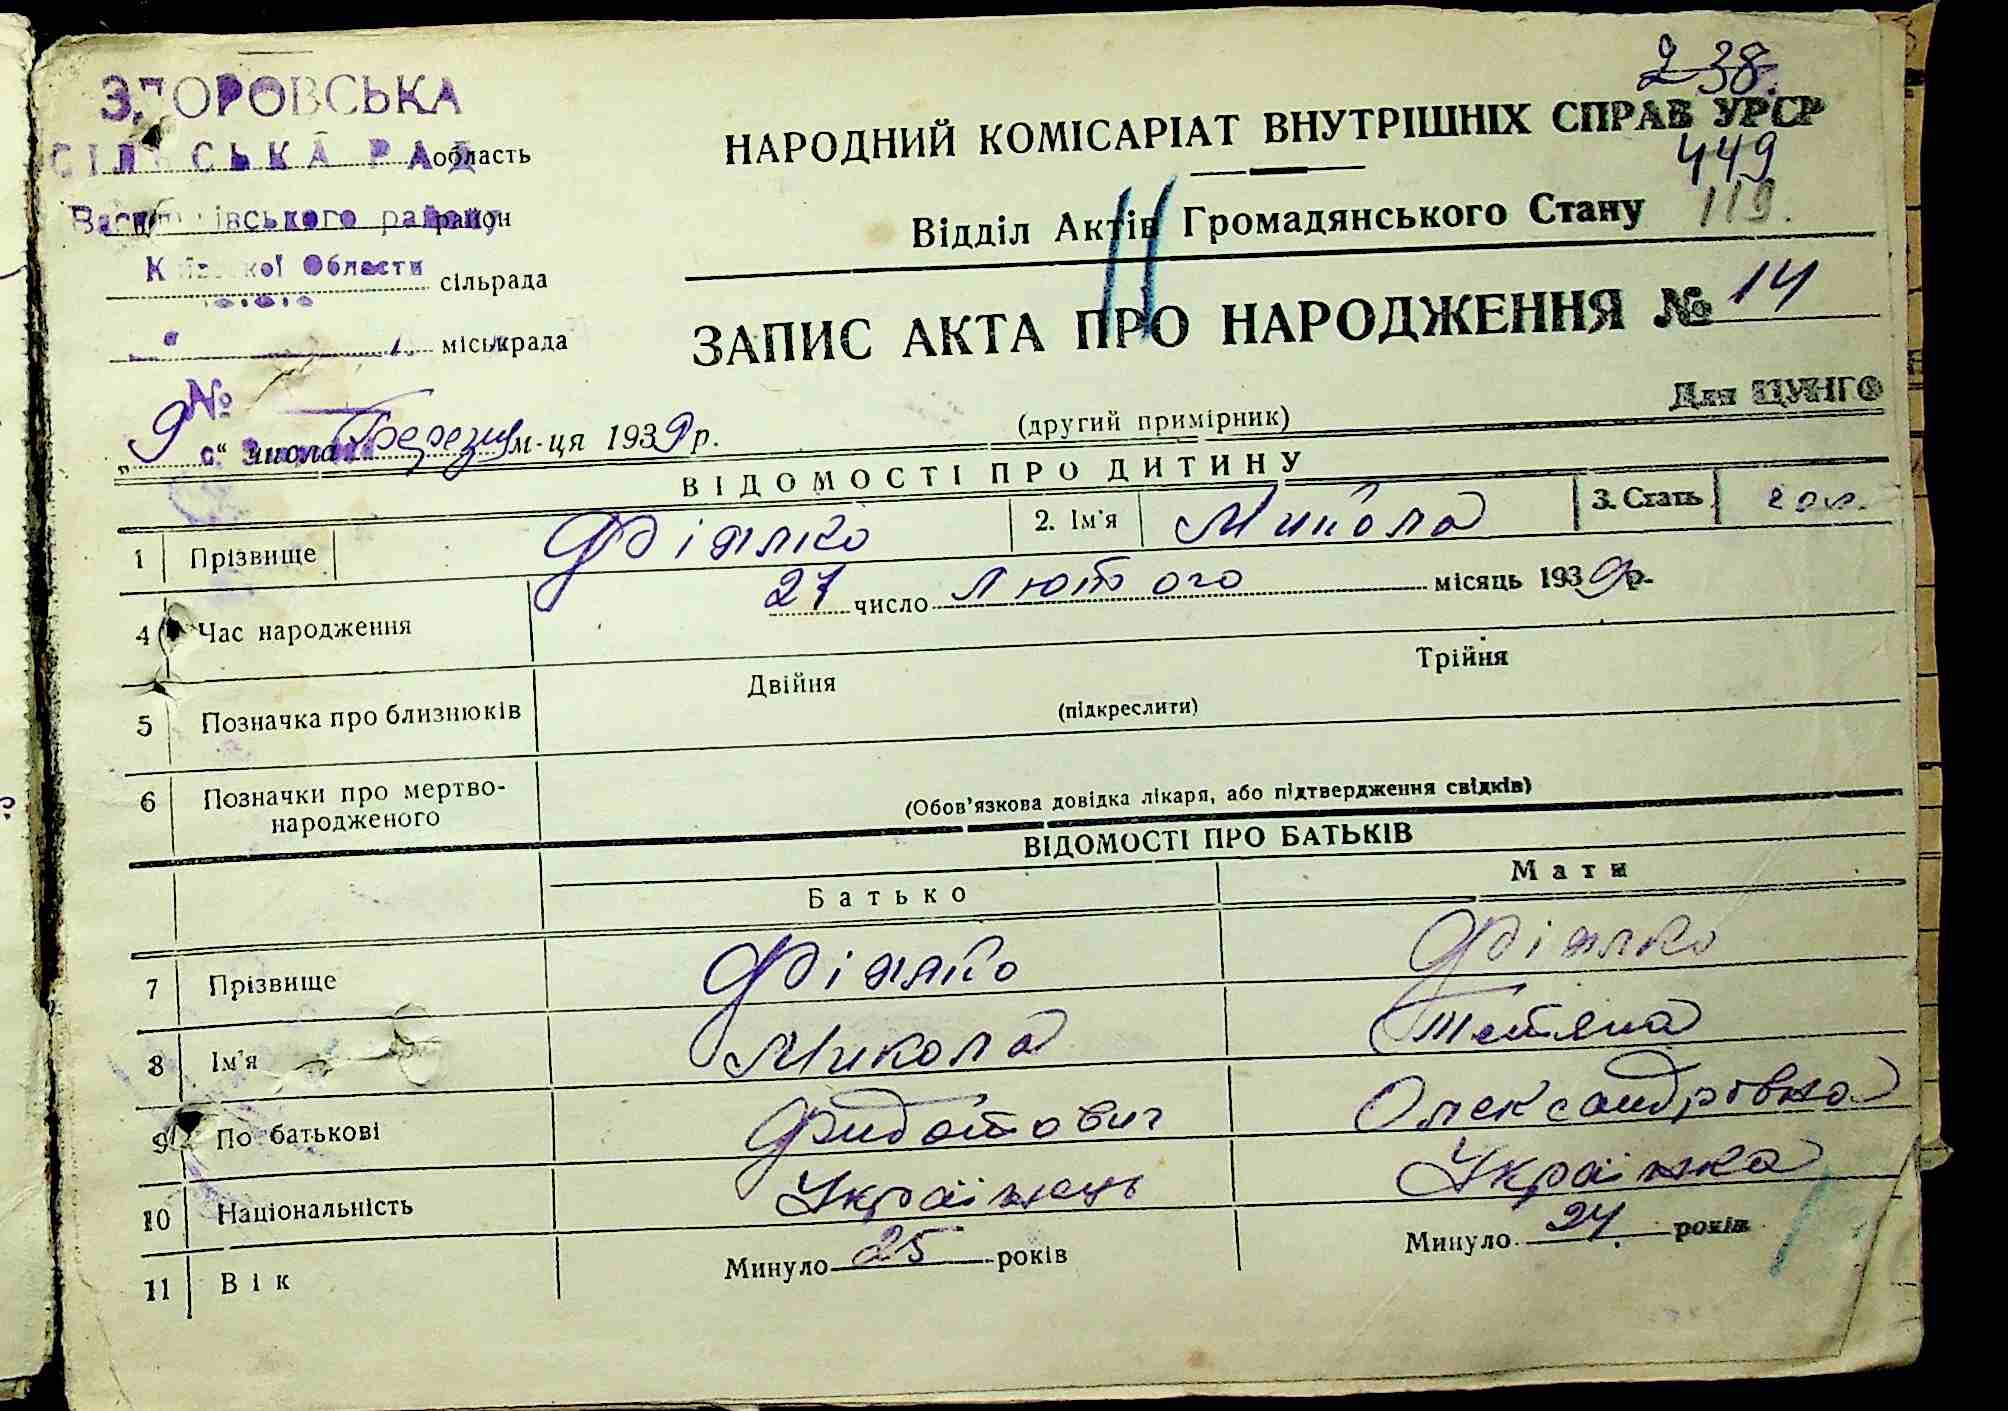 ЗДОРОВСЬКА
СІЛЬСЬКА РАДА область
Васильківського району район
Київської Області сільрада
міськрада
№
238.
НАРОДНИЙ КОМІСАРІАТ ВНУТРІШНІХ СПРАВ УРСР
449
Відділ Актів Громадянського Стану 119.
ЗАПИС АКТА ПРО НАРОДЖЕННЯ № 14
(другий примірник) Для ЦУНГО
„9" числа Березня м-ця 1939 р.
ВІДОМОСТІ ПРО ДИТИНУ
1 Прізвище Фіялко 2. Ім'я Микола 3. Стать чол.
4 Час народження 27 число лютого місяць 1939 р.
5 Позначка про близнюків Двійня Трійня
(підкреслити)
6 Позначки про мертво-
народженого
(Обов'язкова довідка лікаря, або підтвердження свідків)
ВІДОМОСТІ ПРО БАТЬКІВ
Батько Мати
7 Прізвище Фіялко Фіялко
8 Ім'я Микола Тетяна
9 По батькові Фидотович Олександровна
10 Національність Українець Українка
11 Вік Минуло 25 років Минуло 24 років